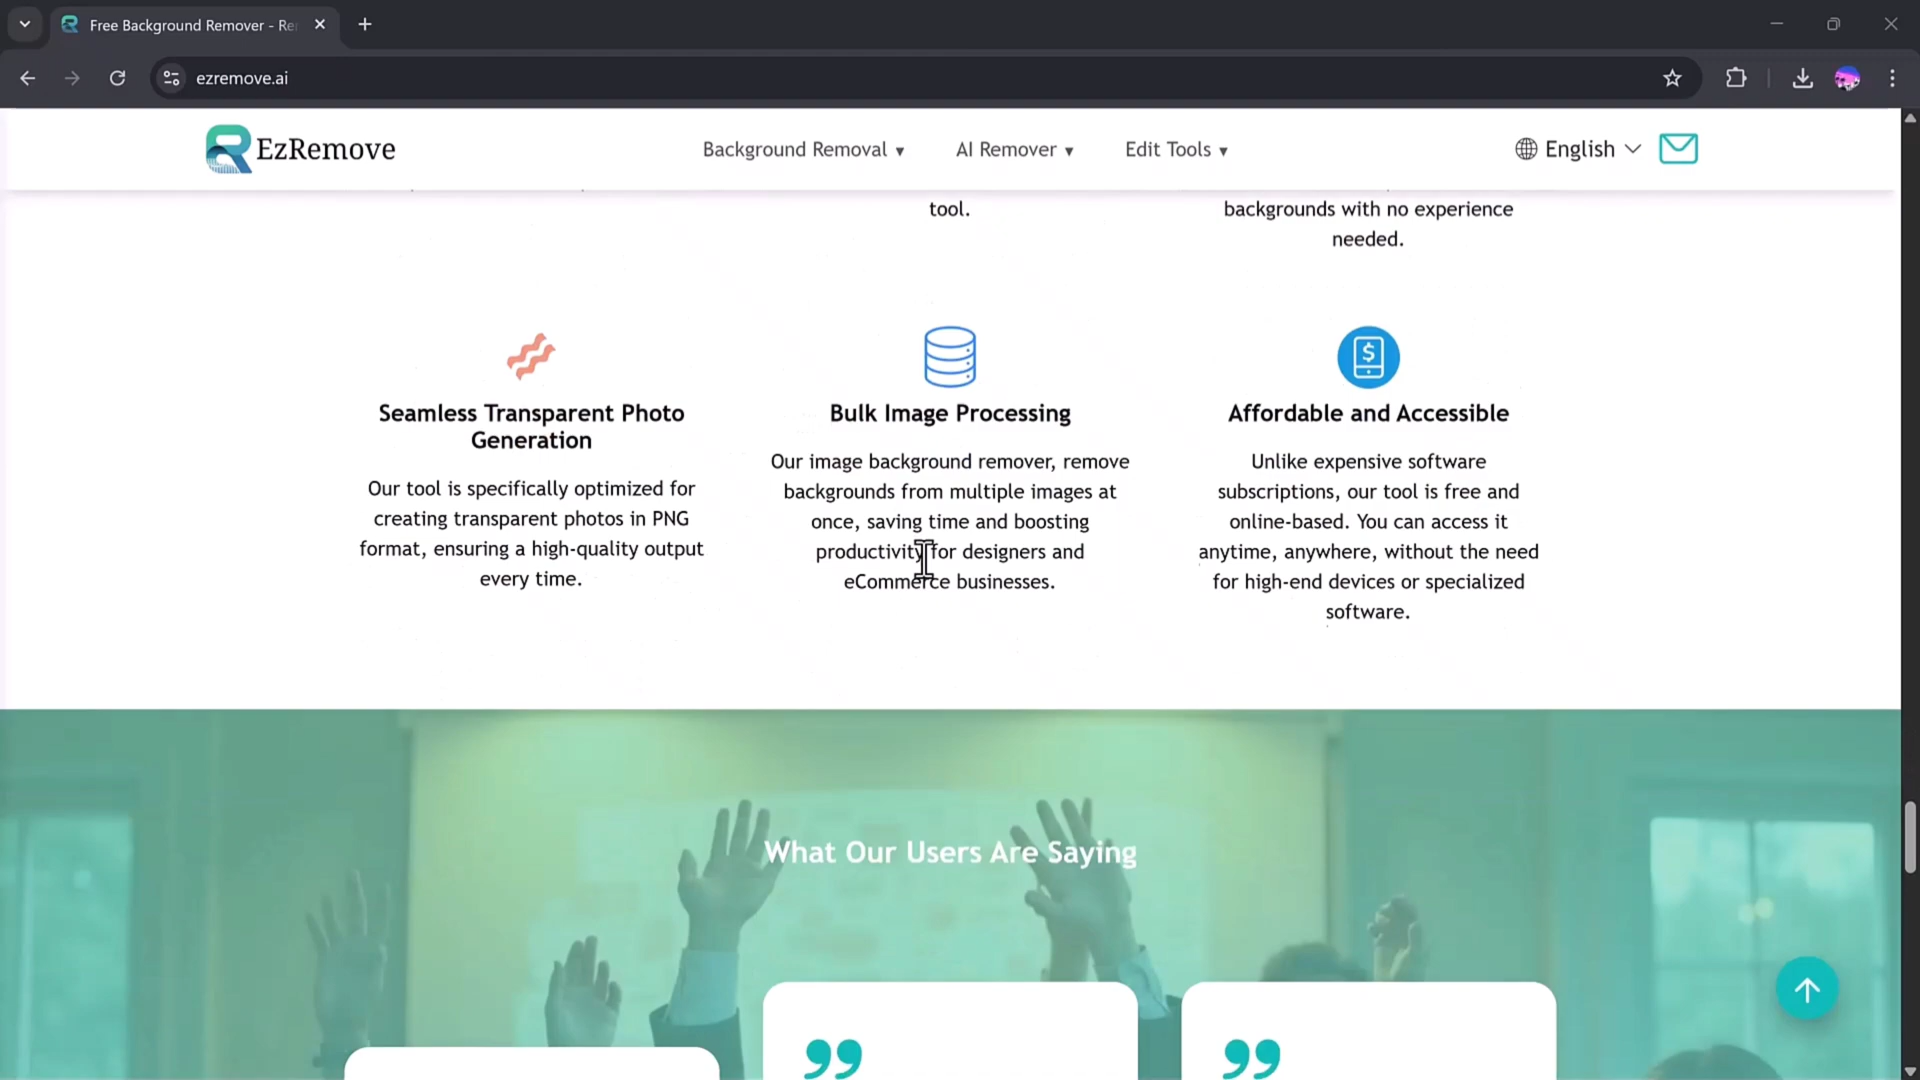 Free Background Remover - Re
ezremove.ai
EzRemove
Background Removal ▾
AI Remover ▾
Edit Tools ▾
English
tool.
backgrounds with no experience
needed.
Seamless Transparent Photo
Generation
Our tool is specifically optimized for
creating transparent photos in PNG
format, ensuring a high-quality output
every time.
Bulk Image Processing
Our image background remover, remove
backgrounds from multiple images at
once, saving time and boosting
productivity for designers and
eCommerce businesses.
Affordable and Accessible
Unlike expensive software
subscriptions, our tool is free and
online-based. You can access it
anytime, anywhere, without the need
for high-end devices or specialized
software.
What Our Users Are Saying